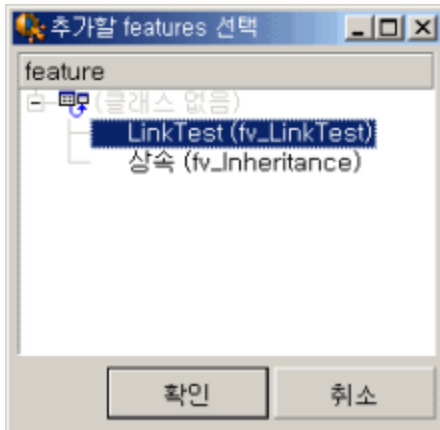 추가할 features 선택
feature
(클래스 없음)
LinkTest (fv_LinkTest)
상속 (fv_Inheritance)
확인
취소